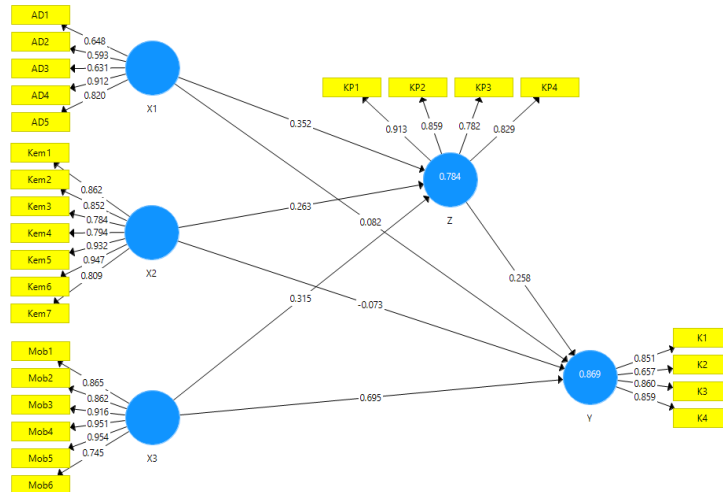 AD1
AD2
AD3
AD4
AD5
0.648
0.593
0.631
0.912
0.820
X1
Kem1
Kem2
Kem3
Kem4
Kem5
Kem6
Kem7
0.862
0.852
0.784
0.794
0.932
0.947
0.809
X2
Mob1
Mob2
Mob3
Mob4
Mob5
Mob6
0.865
0.862
0.916
0.951
0.954
0.745
X3
0.352
0.263
0.082
0.315
-0.073
0.695
KP1
KP2
KP3
KP4
0.913
0.859
0.782
0.829
0.784
Z
0.258
0.869
Y
0.851
0.657
0.860
0.859
K1
K2
K3
K4